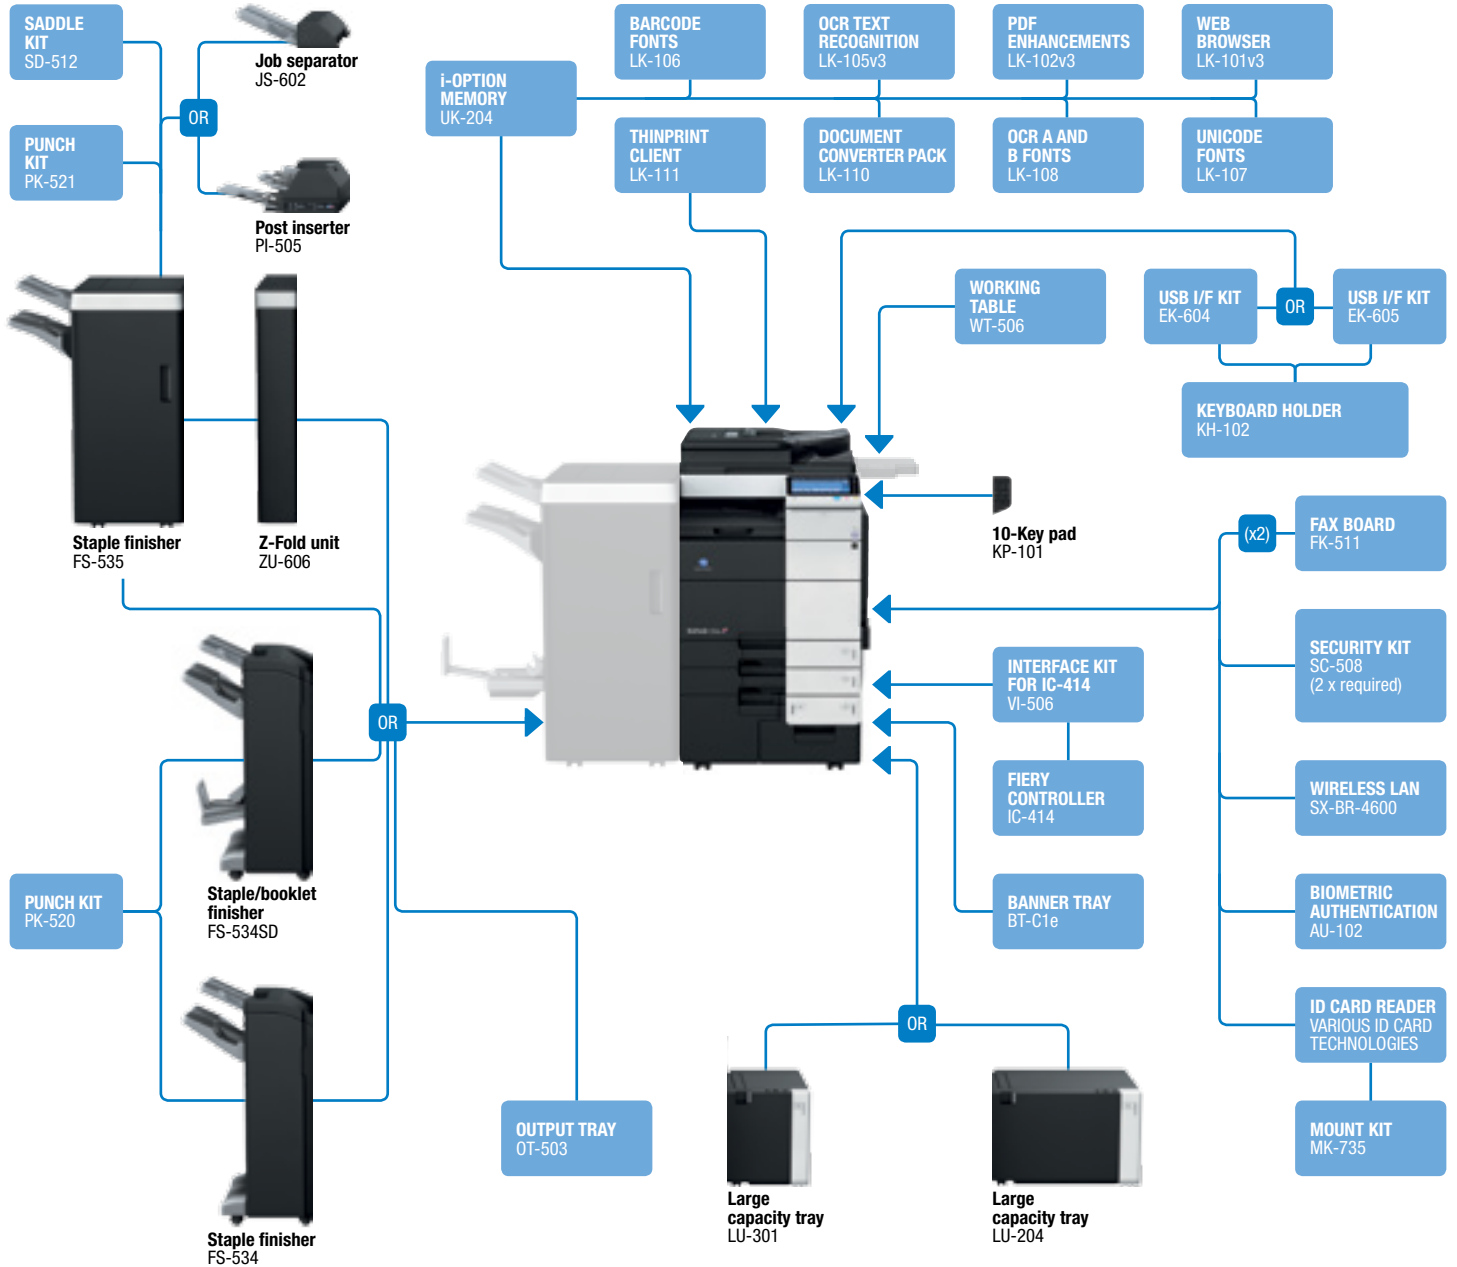 SADDLE
KIT
SD-512
Job separator
JS-602
OR
PUNCH
KIT
PK-521
Post inserter
PI-505
i-OPTION
MEMORY
UK-204
BARCODE
FONTS
LK-106
OCR TEXT
RECOGNITION
LK-105v3
PDF
ENHANCEMENTS
LK-102v3
WEB
BROWSER
LK-101v3
THINPRINT
CLIENT
LK-111
DOCUMENT
CONVERTER PACK
LK-110
OCR A AND
B FONTS
LK-108
UNICODE
FONTS
LK-107
WORKING
TABLE
WT-506
USB I/F KIT
EK-604
OR
USB I/F KIT
EK-605
KEYBOARD HOLDER
KH-102
Staple finisher
FS-535
Z-Fold unit
ZU-606
10-Key pad
KP-101
(x2)
FAX BOARD
FK-511
SECURITY KIT
SC-508
(2 x required)
INTERFACE KIT
FOR IC-414
VI-506
OR
FIERY
CONTROLLER
IC-414
WIRELESS LAN
SX-BR-4600
PUNCH KIT
PK-520
Staple/booklet
finisher
FS-534SD
BANNER TRAY
BT-C1e
BIOMETRIC
AUTHENTICATION
AU-102
OR
ID CARD READER
VARIOUS ID CARD
TECHNOLOGIES
OUTPUT TRAY
OT-503
MOUNT KIT
MK-735
Staple finisher
FS-534
Large
capacity tray
LU-301
Large
capacity tray
LU-204